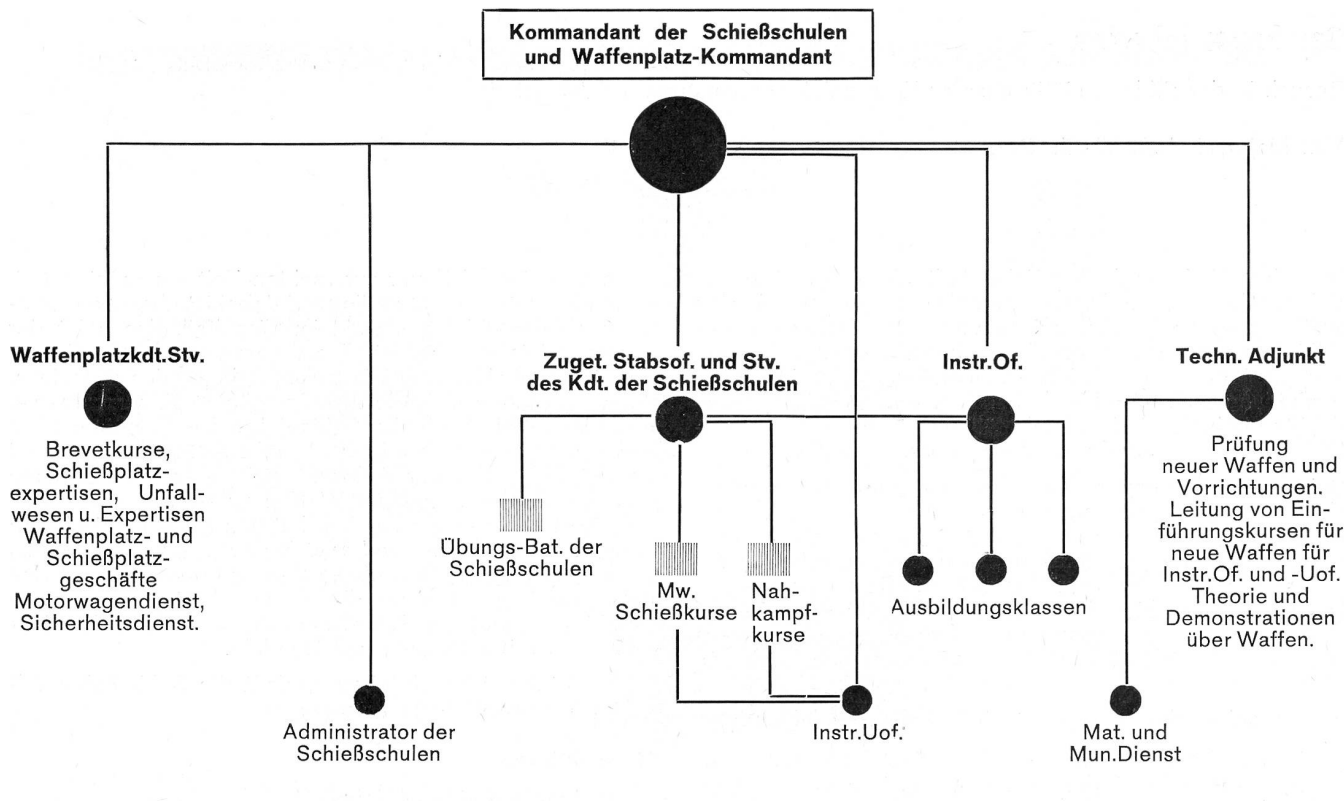 Kommandant der Schießschulen
und Waffenplatz-Kommandant
Waffenplatzkdt.Stv.
Brevetkurse,
Schießplatz-
expertisen, Unfall-
wesen u. Expertisen
Waffenplatz- und
Schießplatz-
geschäfte
Motorwagendienst,
Sicherheitsdienst.
Administrator der
Schießschulen
Zuget. Stabsof. und Stv.
des Kdt. der Schießschulen
Übungs-Bat. der
Schießschulen
Mw.
Schießkurse
Nah-
kampf-
kurse
Instr.Uof.
Instr.Of.
Ausbildungsklassen
Techn. Adjunkt
Prüfung
neuer Waffen und
Vorrichtungen.
Leitung von Ein-
führungskursen für
neue Waffen für
Instr.Of. und -Uof.
Theorie und
Demonstrationen
über Waffen.
Mat. und
Mun.Dienst